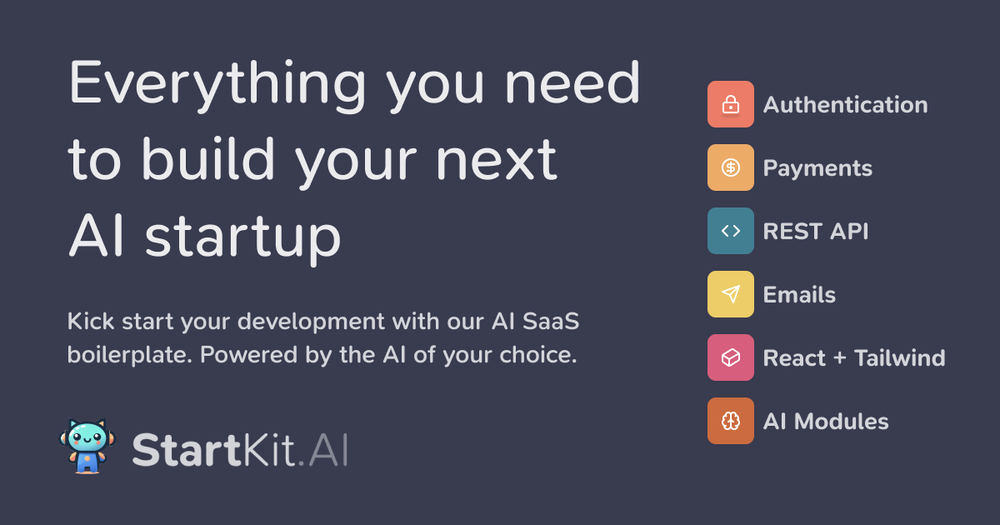 Everything you need
to build your next
AI startup
Kick start your development with our AI SaaS
boilerplate. Powered by the AI of your choice.
StartKit.AI
Authentication
Payments
REST API
Emails
React + Tailwind
AI Modules